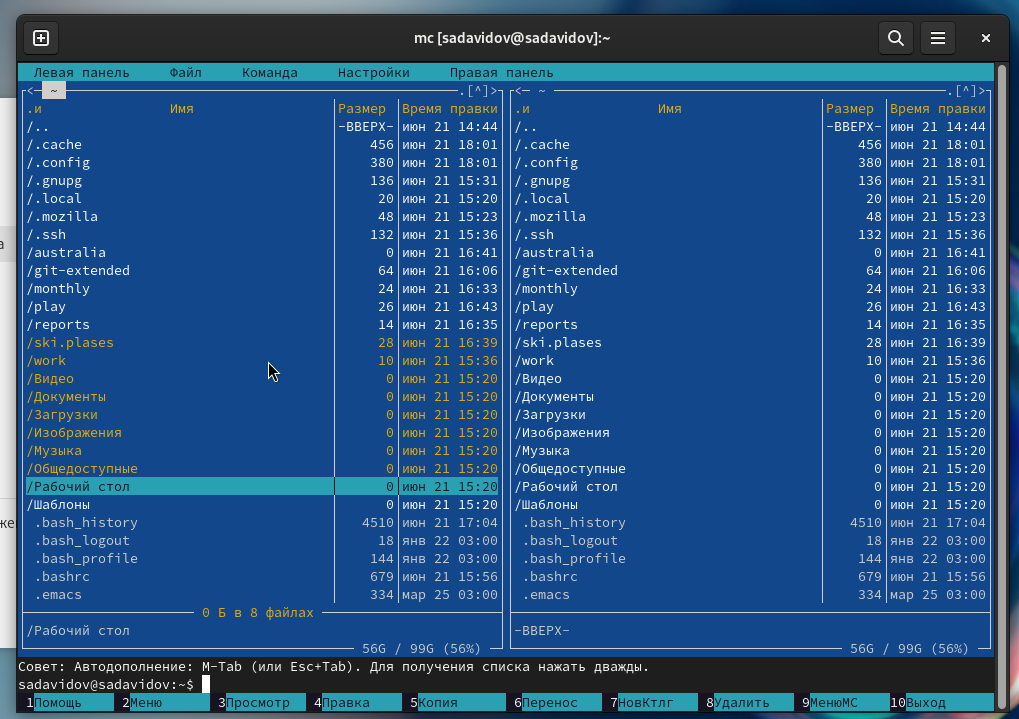 mc [sadavidov@sadavidov]:~
Левая панель Файл Команда Настройки Правая панель
<─ ~ ─.[^]>
.и Имя Размер Время правки
/.. -ВВЕРХ- июн 21 14:44
/.cache 456 июн 21 18:01
/.config 380 июн 21 18:01
/.gnupg 136 июн 21 15:31
/.local 20 июн 21 15:20
/.mozilla 48 июн 21 15:23
/.ssh 132 июн 21 15:36
/australia 0 июн 21 16:41
/git-extended 64 июн 21 16:06
/monthly 24 июн 21 16:33
/play 26 июн 21 16:43
/reports 14 июн 21 16:35
/ski.plases 28 июн 21 16:39
/work 10 июн 21 15:36
/Видео 0 июн 21 15:20
/Документы 0 июн 21 15:20
/Загрузки 0 июн 21 15:20
/Изображения 0 июн 21 15:20
/Музыка 0 июн 21 15:20
/Общедоступные 0 июн 21 15:20
/Рабочий стол 0 июн 21 15:20
/Шаблоны 0 июн 21 15:20
.bash_history 4510 июн 21 17:04
.bash_logout 18 янв 22 03:00
.bash_profile 144 янв 22 03:00
.bashrc 679 июн 21 15:56
.emacs 334 мар 25 03:00
0 Б в 8 файлах
/Рабочий стол
56G / 99G (56%)
<─ ~ ─.[^]>
.и Имя Размер Время правки
/.. -ВВЕРХ- июн 21 14:44
/.cache 456 июн 21 18:01
/.config 380 июн 21 18:01
/.gnupg 136 июн 21 15:31
/.local 20 июн 21 15:20
/.mozilla 48 июн 21 15:23
/.ssh 132 июн 21 15:36
/australia 0 июн 21 16:41
/git-extended 64 июн 21 16:06
/monthly 24 июн 21 16:33
/play 26 июн 21 16:43
/reports 14 июн 21 16:35
/ski.plases 28 июн 21 16:39
/work 10 июн 21 15:36
/Видео 0 июн 21 15:20
/Документы 0 июн 21 15:20
/Загрузки 0 июн 21 15:20
/Изображения 0 июн 21 15:20
/Музыка 0 июн 21 15:20
/Общедоступные 0 июн 21 15:20
/Рабочий стол 0 июн 21 15:20
/Шаблоны 0 июн 21 15:20
.bash_history 4510 июн 21 17:04
.bash_logout 18 янв 22 03:00
.bash_profile 144 янв 22 03:00
.bashrc 679 июн 21 15:56
.emacs 334 мар 25 03:00
-ВВЕРХ-
56G / 99G (56%)
Совет: Автодополнение: M-Tab (или Esc+Tab). Для получения списка нажать дважды.
sadavidov@sadavidov:~$
1Помощь 2Меню 3Просмотр 4Правка 5Копия 6Перенос 7НовКтлг 8Удалить 9МенюMC 10Выход